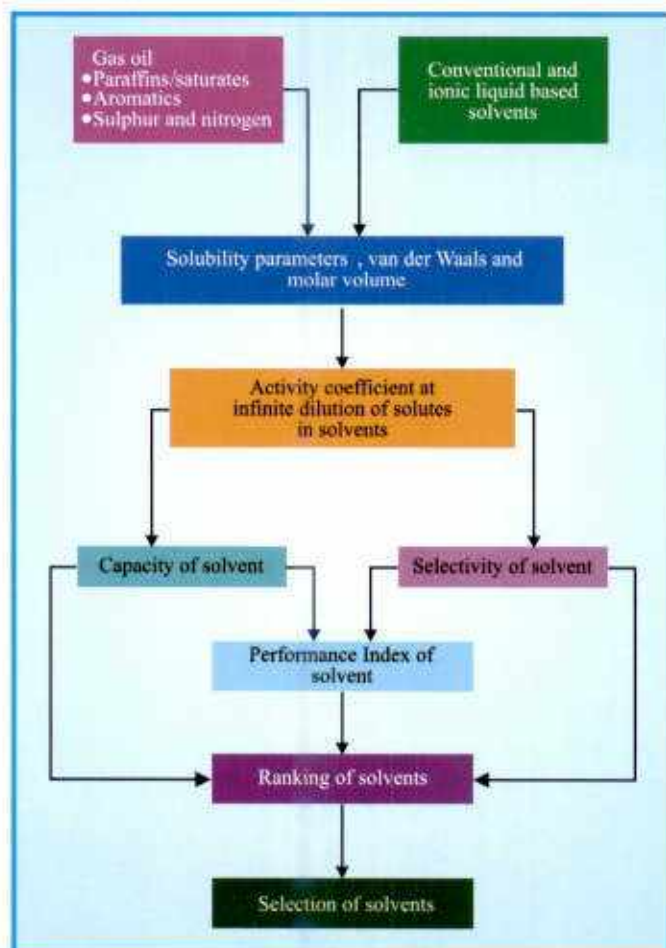 Gas oil
●Paraffins/saturates
●Aromatics
●Sulphur and nitrogen
Conventional and
ionic liquid based
solvents
Solubility parameters , van der Waals and
molar volume
Activity coefficient at
infinite dilution of solutes
in solvents
Capacity of solvent
Selectivity of solvent
Performance Index of
solvent
Ranking of solvents
Selection of solvents